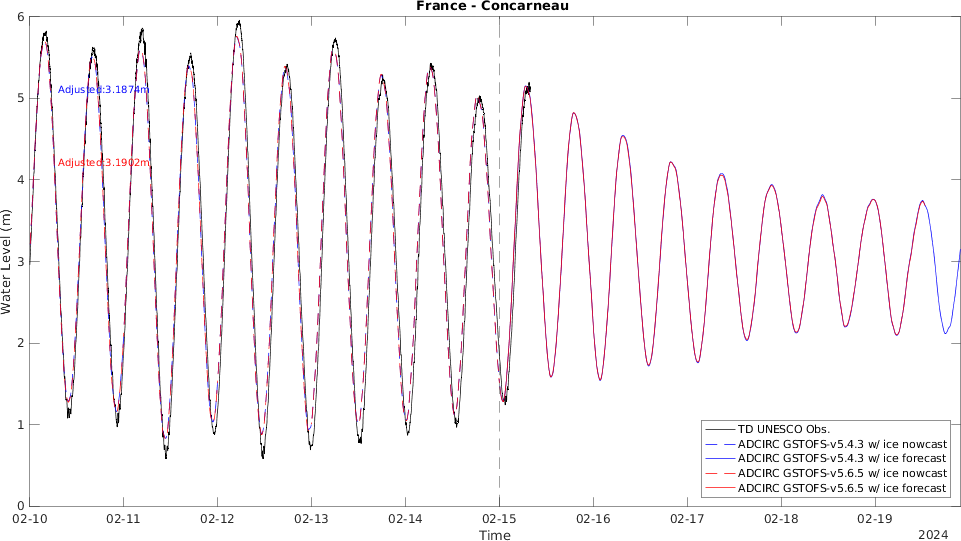 France - Concarneau
6
5
4
3
2
1
0
Water Level (m)
Adjusted:3.1874m
Adjusted:3.1902m
TD UNESCO Obs.
ADCIRC GSTOFS-v5.4.3 w/ ice nowcast
ADCIRC GSTOFS-v5.4.3 w/ ice forecast
ADCIRC GSTOFS-v5.6.5 w/ ice nowcast
ADCIRC GSTOFS-v5.6.5 w/ ice forecast
02-10 02-11 02-12 02-13 02-14 02-15 02-16 02-17 02-18 02-19
Time
2024